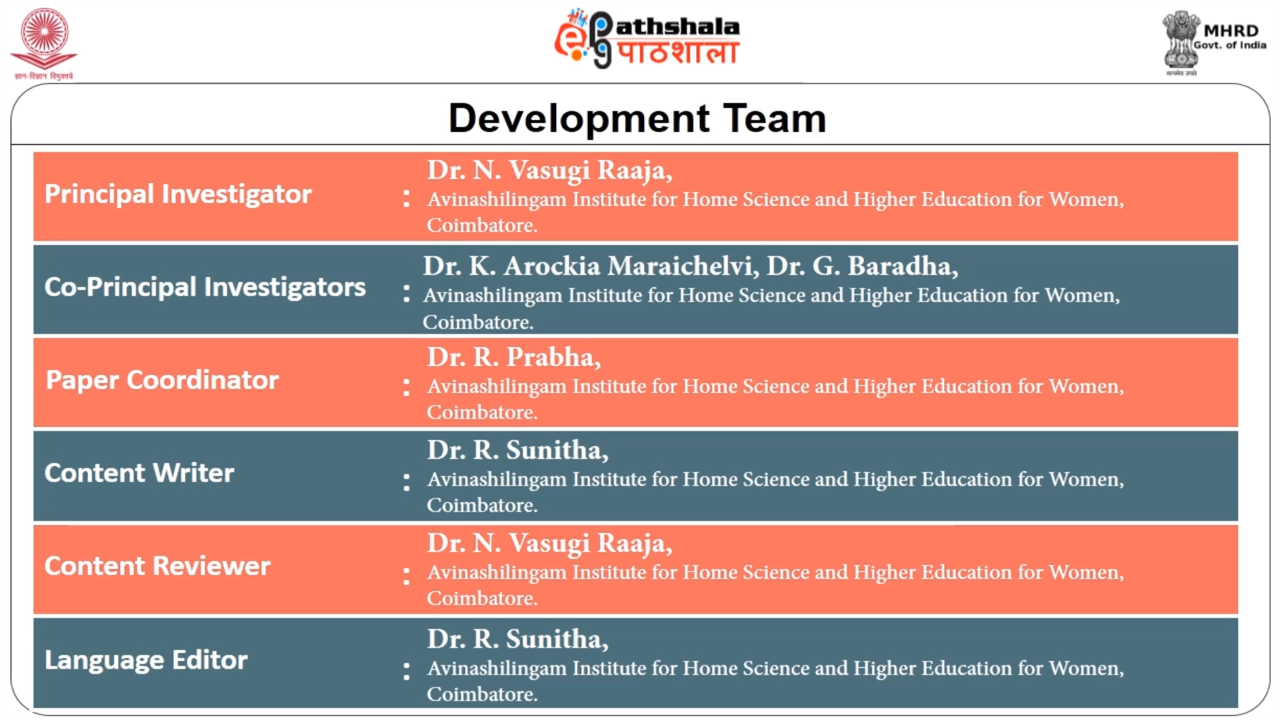 ज्ञान-विज्ञान विमुक्तये
ePathshala
पाठशाला
MHRD
Govt. of India
सत्यमेव जयते
Development Team
Principal Investigator
:
Dr. N. Vasugi Raaja,
Avinashilingam Institute for Home Science and Higher Education for Women,
Coimbatore.
Co-Principal Investigators
:
Dr. K. Arockia Maraichelvi, Dr. G. Baradha,
Avinashilingam Institute for Home Science and Higher Education for Women,
Coimbatore.
Paper Coordinator
:
Dr. R. Prabha,
Avinashilingam Institute for Home Science and Higher Education for Women,
Coimbatore.
Content Writer
:
Dr. R. Sunitha,
Avinashilingam Institute for Home Science and Higher Education for Women,
Coimbatore.
Content Reviewer
:
Dr. N. Vasugi Raaja,
Avinashilingam Institute for Home Science and Higher Education for Women,
Coimbatore.
Language Editor
:
Dr. R. Sunitha,
Avinashilingam Institute for Home Science and Higher Education for Women,
Coimbatore.